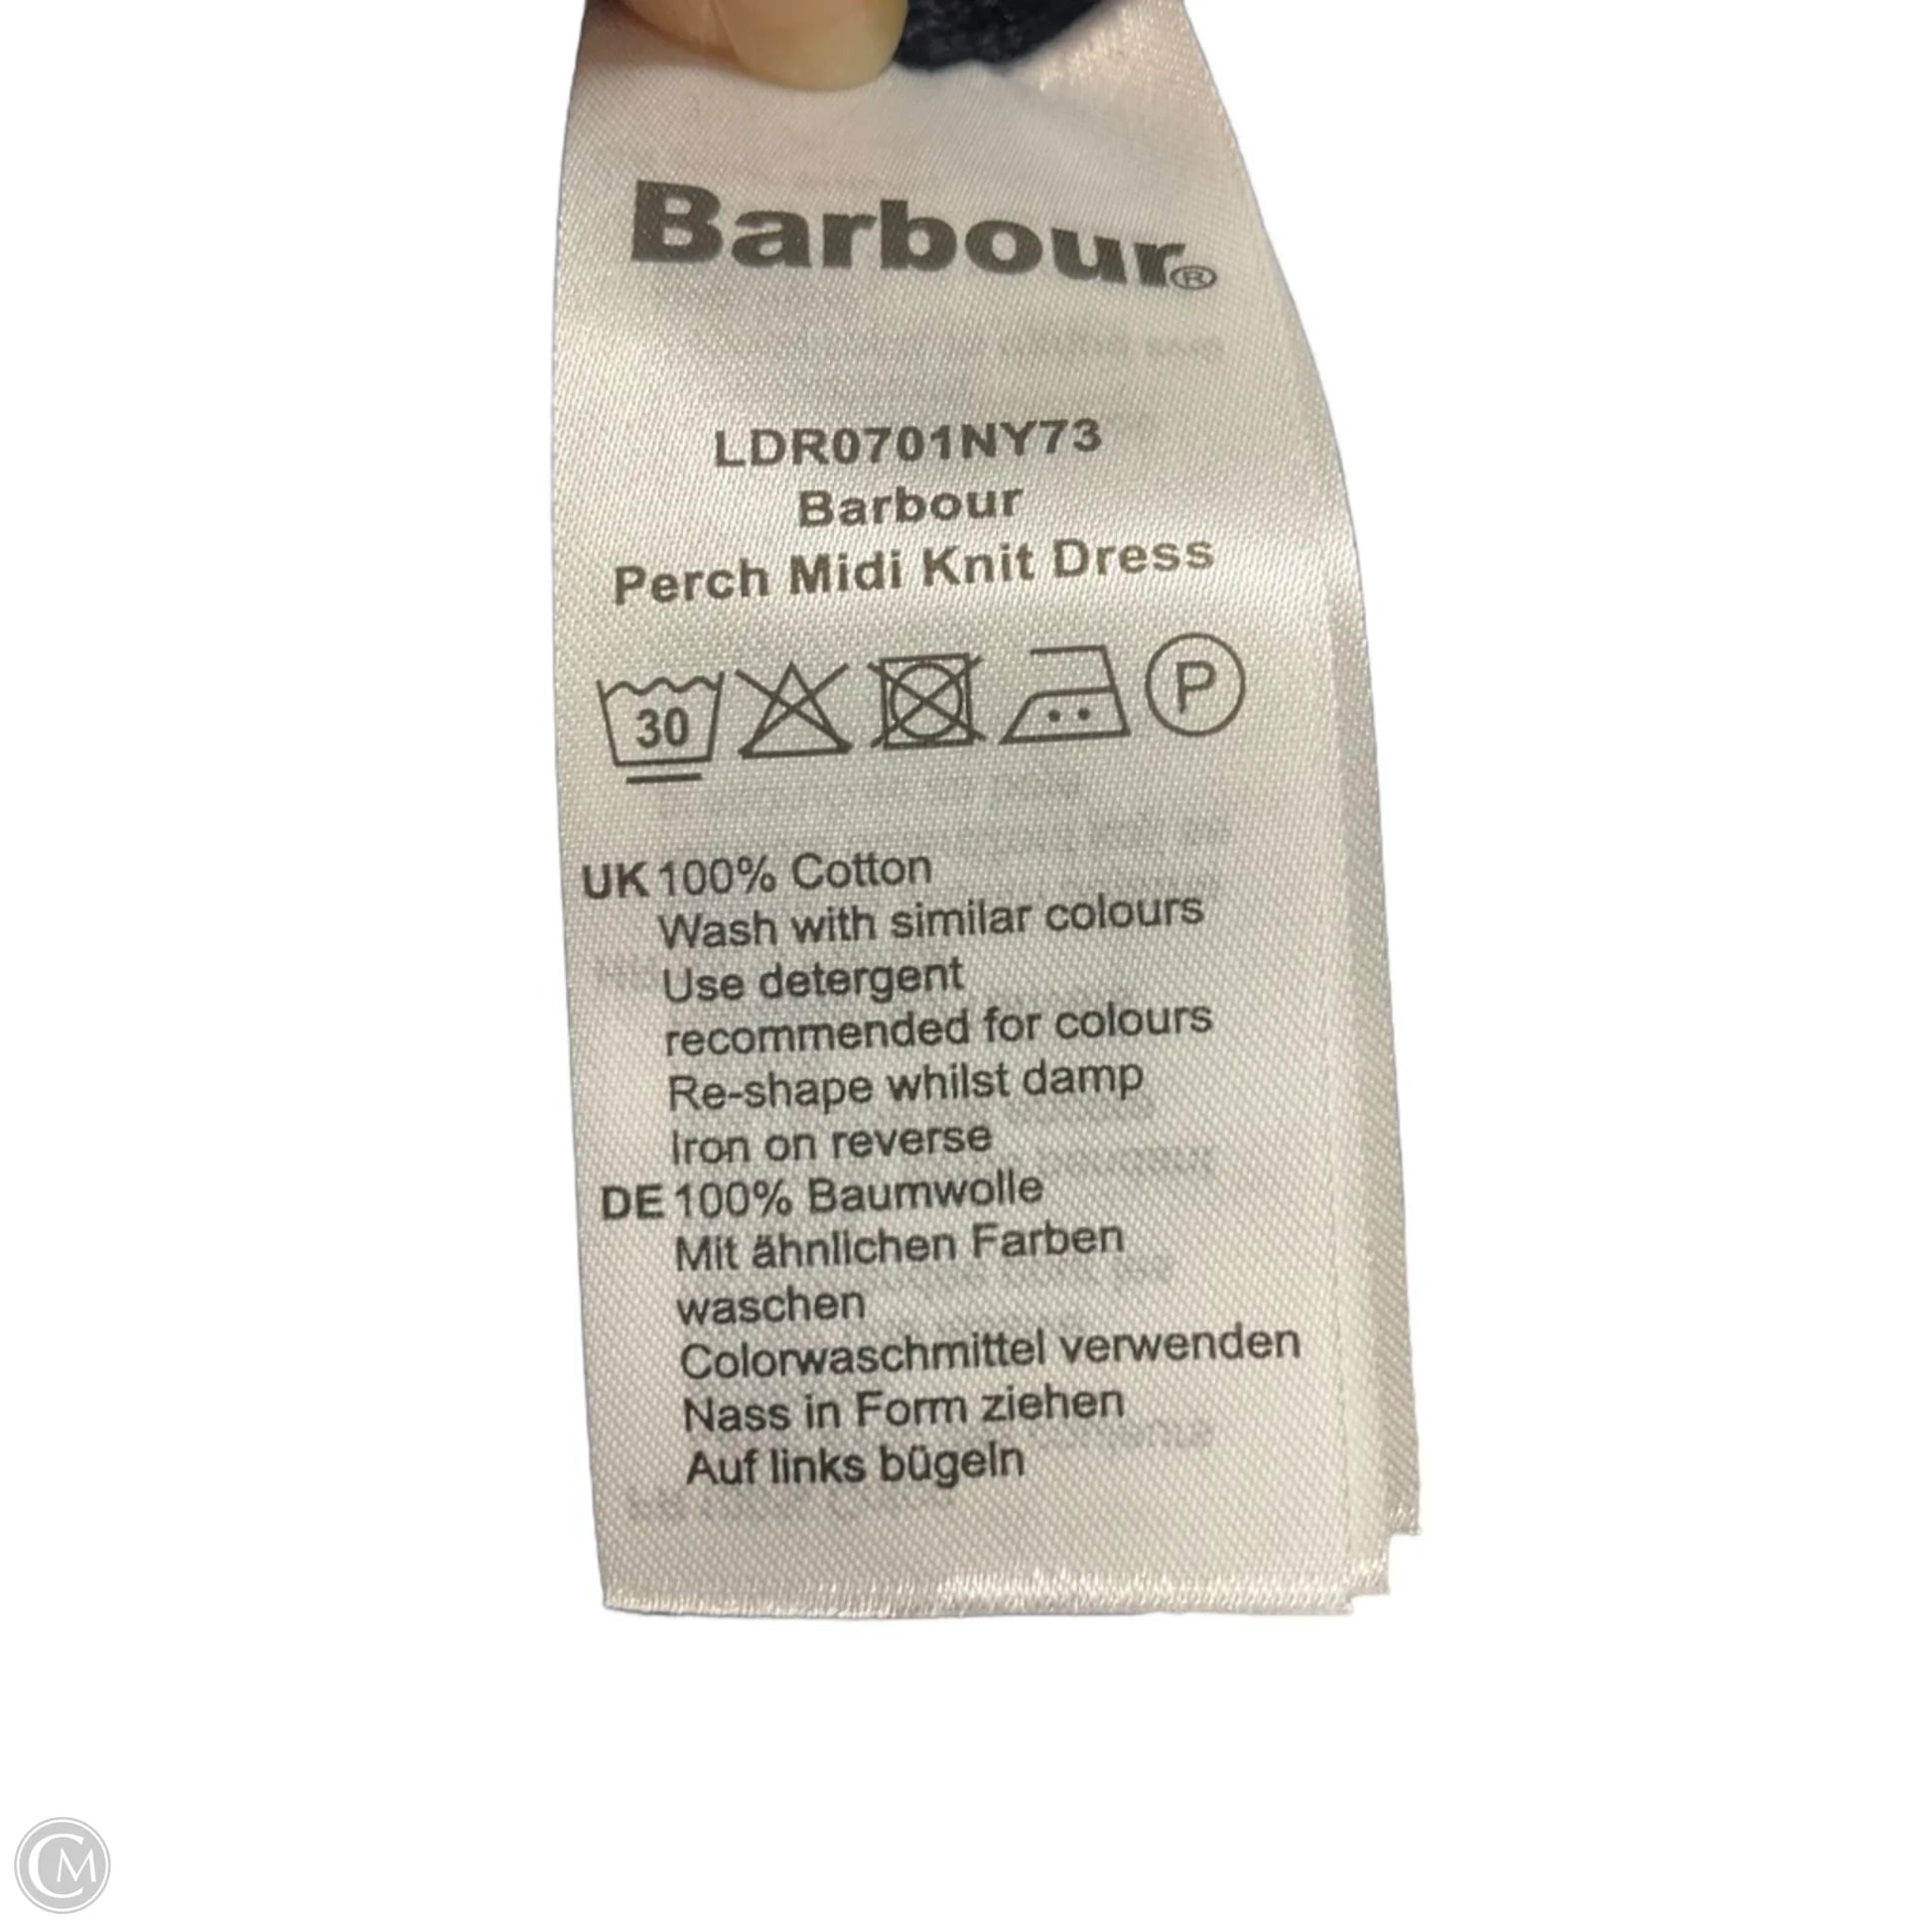 Barbour®
LDR0701NY73
Barbour
Perch Midi Knit Dress
30
P
UK 100% Cotton
Wash with similar colours
Use detergent
recommended for colours
Re-shape whilst damp
Iron on reverse
DE 100% Baumwolle
Mit ähnlichen Farben
waschen
Colorwaschmittel verwenden
Nass in Form ziehen
Auf links bügeln
CM